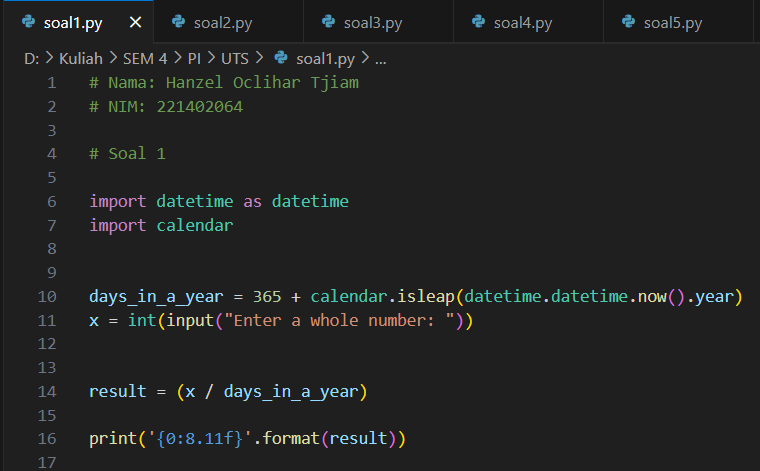 soal1.py × soal2.py soal3.py soal4.py soal5.py
D: > Kuliah > SEM 4 > PI > UTS > soal1.py > ...
1 # Nama: Hanzel Oclihar Tjiam
2 # NIM: 221402064
3
4 # Soal 1
5
6 import datetime as datetime
7 import calendar
8
9
10 days_in_a_year = 365 + calendar.isleap(datetime.datetime.now().year)
11 x = int(input("Enter a whole number: "))
12
13
14 result = (x / days_in_a_year)
15
16 print('{0:8.11f}'.format(result))
17